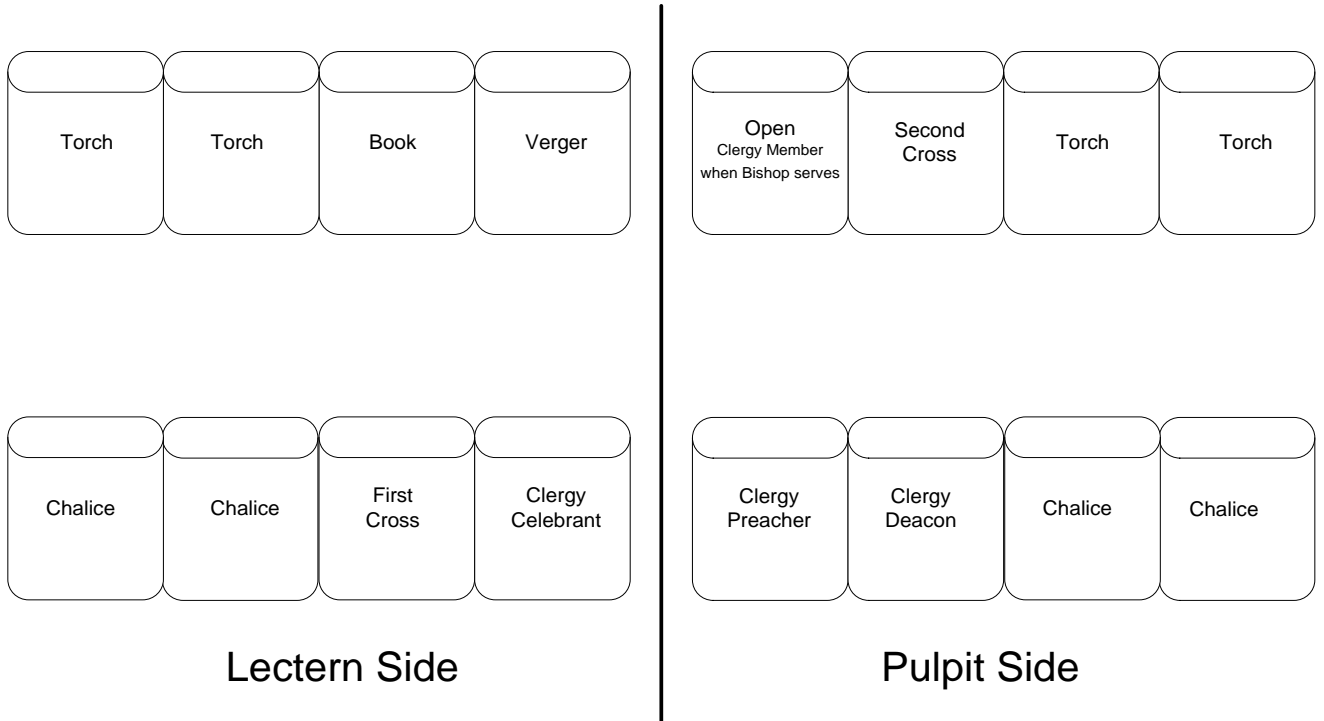 Torch
Torch
Book
Verger
Open
Clergy Member
when Bishop serves
Second
Cross
Torch
Torch
Chalice
Chalice
First
Cross
Clergy
Celebrant
Clergy
Preacher
Clergy
Deacon
Chalice
Chalice
Lectern Side
Pulpit Side